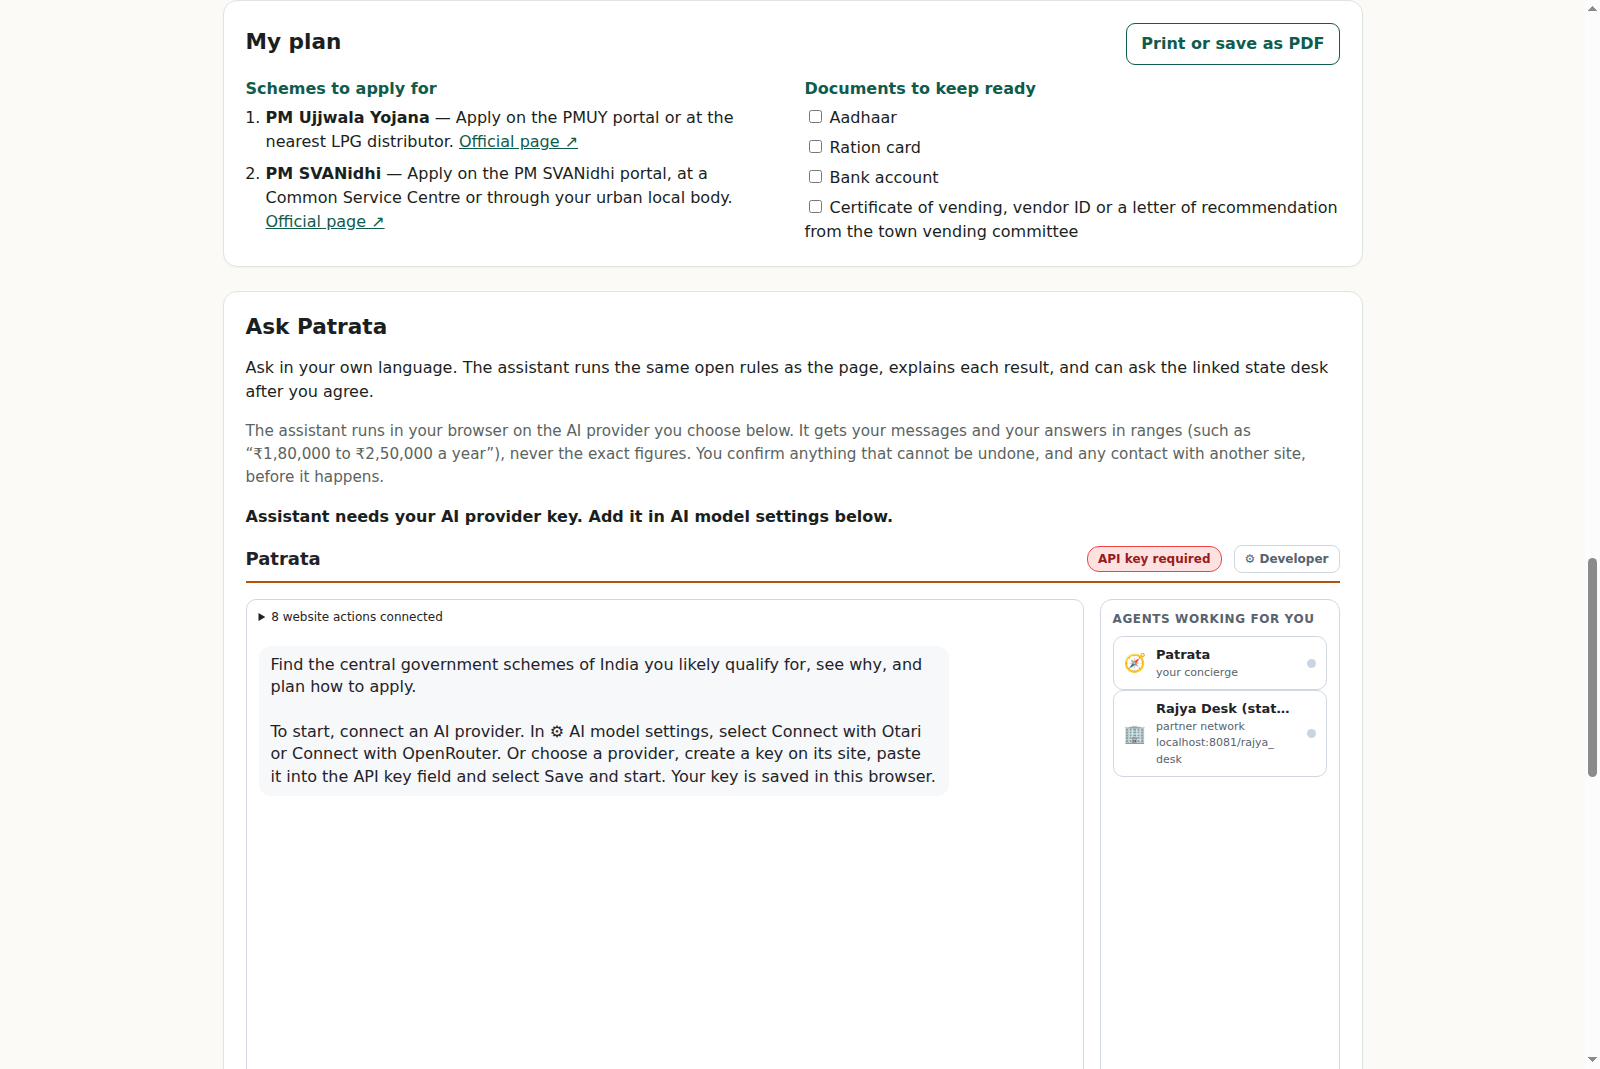 My plan
Print or save as PDF
Schemes to apply for
1. PM Ujjwala Yojana — Apply on the PMUY portal or at the
nearest LPG distributor. Official page ↗
2. PM SVANidhi — Apply on the PM SVANidhi portal, at a
Common Service Centre or through your urban local body.
Official page ↗
Documents to keep ready
Aadhaar
Ration card
Bank account
Certificate of vending, vendor ID or a letter of recommendation
from the town vending committee
Ask Patrata
Ask in your own language. The assistant runs the same open rules as the page, explains each result, and can ask the linked state desk
after you agree.
The assistant runs in your browser on the AI provider you choose below. It gets your messages and your answers in ranges (such as
“₹1,80,000 to ₹2,50,000 a year”), never the exact figures. You confirm anything that cannot be undone, and any contact with another site,
before it happens.
Assistant needs your AI provider key. Add it in AI model settings below.
Patrata
API key required
⚙ Developer
▶ 8 website actions connected
Find the central government schemes of India you likely qualify for, see why, and
plan how to apply.
To start, connect an AI provider. In ⚙ AI model settings, select Connect with Otari
or Connect with OpenRouter. Or choose a provider, create a key on its site, paste
it into the API key field and select Save and start. Your key is saved in this browser.
AGENTS WORKING FOR YOU
Patrata
your concierge
Rajya Desk (stat…
partner network
localhost:8081/rajya_
desk